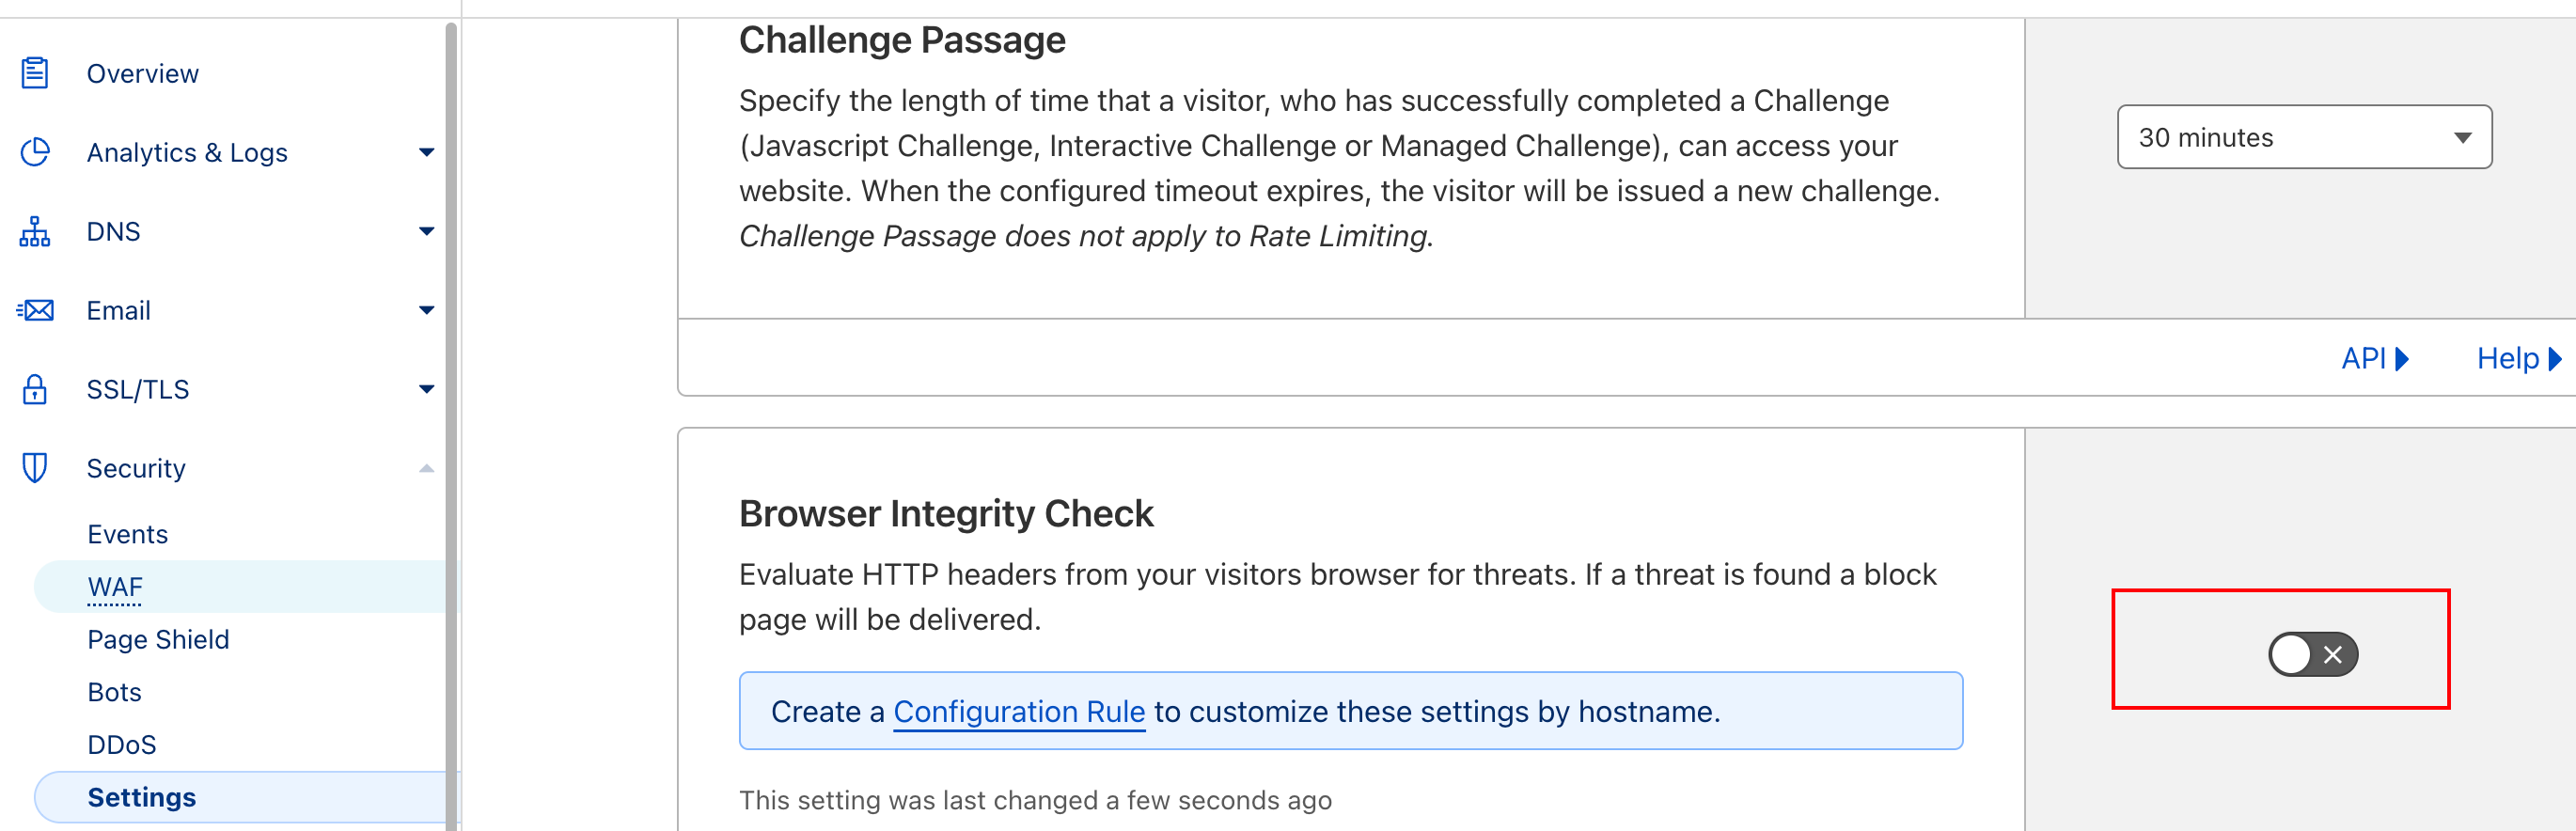 Overview
Analytics & Logs
DNS
Email
SSL/TLS
Security
Events
WAF
Page Shield
Bots
DDoS
Settings
Challenge Passage
Specify the length of time that a visitor, who has successfully completed a Challenge
(Javascript Challenge, Interactive Challenge or Managed Challenge), can access your
website. When the configured timeout expires, the visitor will be issued a new challenge.
Challenge Passage does not apply to Rate Limiting.
30 minutes
API
Help
Browser Integrity Check
Evaluate HTTP headers from your visitors browser for threats. If a threat is found a block
page will be delivered.
Create a Configuration Rule to customize these settings by hostname.
This setting was last changed a few seconds ago